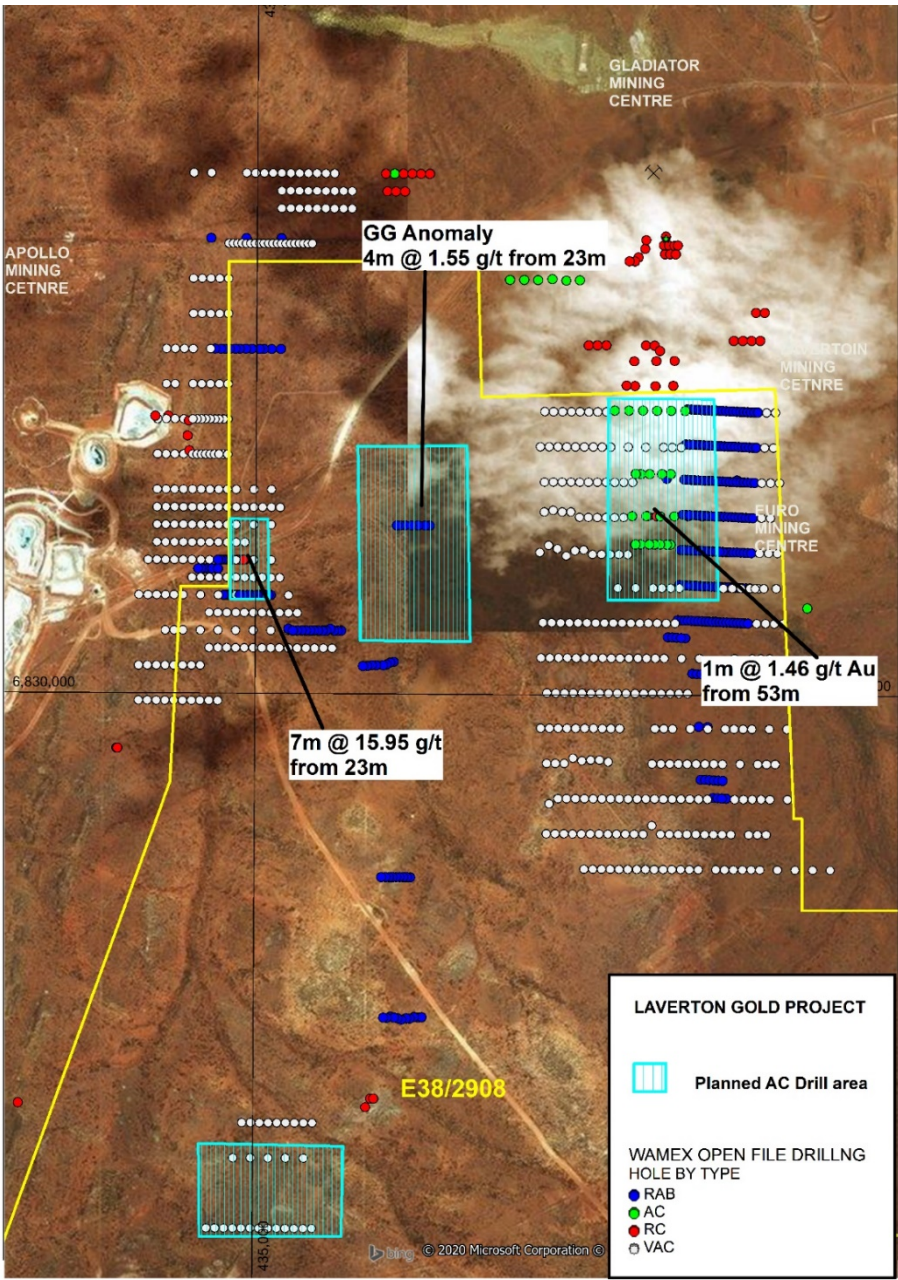 GLADIATOR
MINING
CENTRE
GG Anomaly
4m @ 1.55 g/t from 23m
APOLLO
MINING
CETNRE
MINING
CETNRE
EURO
MINING
CENTRE
6,830,000
1m @ 1.46 g/t Au
from 53m
7m @ 15.95 g/t
from 23m
E38/2908
435,000
LAVERTON GOLD PROJECT
Planned AC Drill area
WAMEX OPEN FILE DRILLNG
HOLE BY TYPE
RAB
AC
RC
VAC
bing © 2020 Microsoft Corporation ©